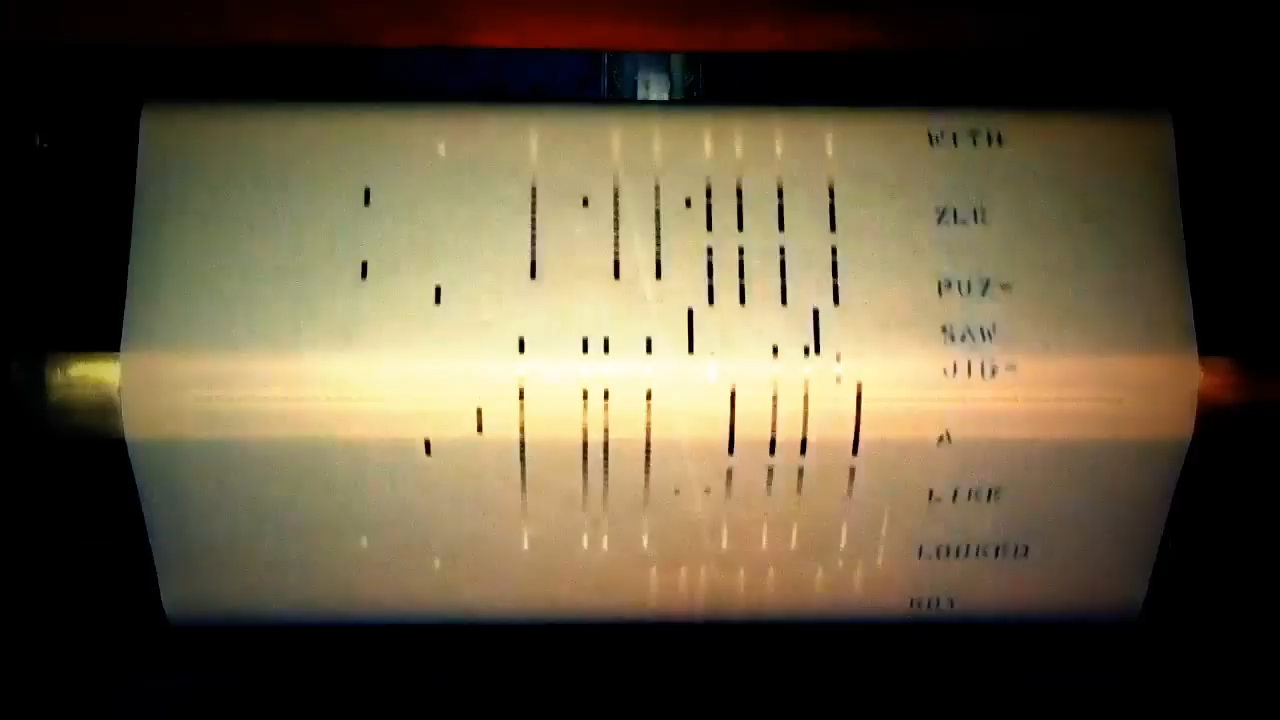 WITH
ZLE
PUZ=
SAW
JIG=
A
LIKE
LOOKED